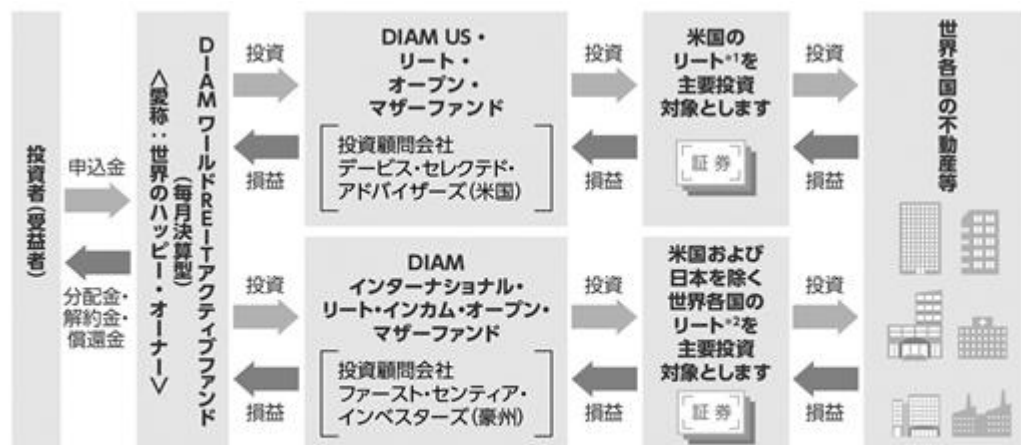 投資者(受益者)
申込金
分配金・
解約金・
償還金
DIAM ワールドREITアクティブファンド
(毎月決算型)
<愛称:世界のハッピー・オーナー>
投資
損益
DIAM US・
リート・
オープン・
マザーファンド
投資顧問会社
デービス・セレクテド・
アドバイザーズ(米国)
投資
損益
米国の
リート*1を
主要投資
対象とします
証券
投資
損益
投資
損益
DIAM
インターナショナル・
リート・インカム・オープン・
マザーファンド
投資顧問会社
ファースト・センティア・
インベスターズ(豪州)
投資
損益
米国および
日本を除く
世界各国の
リート*2を
主要投資
対象とします
証券
投資
損益
世界各国の不動産等